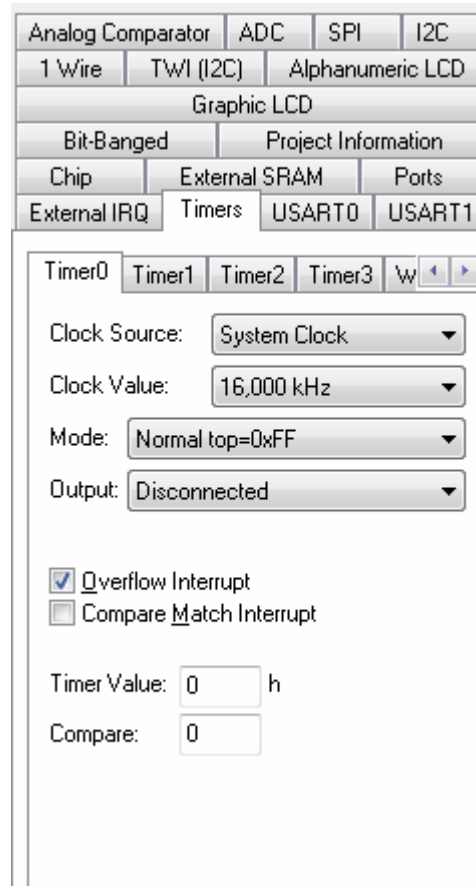 Analog Comparator ADC SPI I2C
1 Wire TWI (I2C) Alphanumeric LCD
Graphic LCD
Bit-Banged Project Information
Chip External SRAM Ports
External IRQ Timers USART0 USART1
Timer0 Timer1 Timer2 Timer3 W
Clock Source: System Clock
Clock Value: 16,000 kHz
Mode: Normal top=0xFF
Output: Disconnected
Overflow Interrupt
Compare Match Interrupt
Timer Value: 0 h
Compare: 0